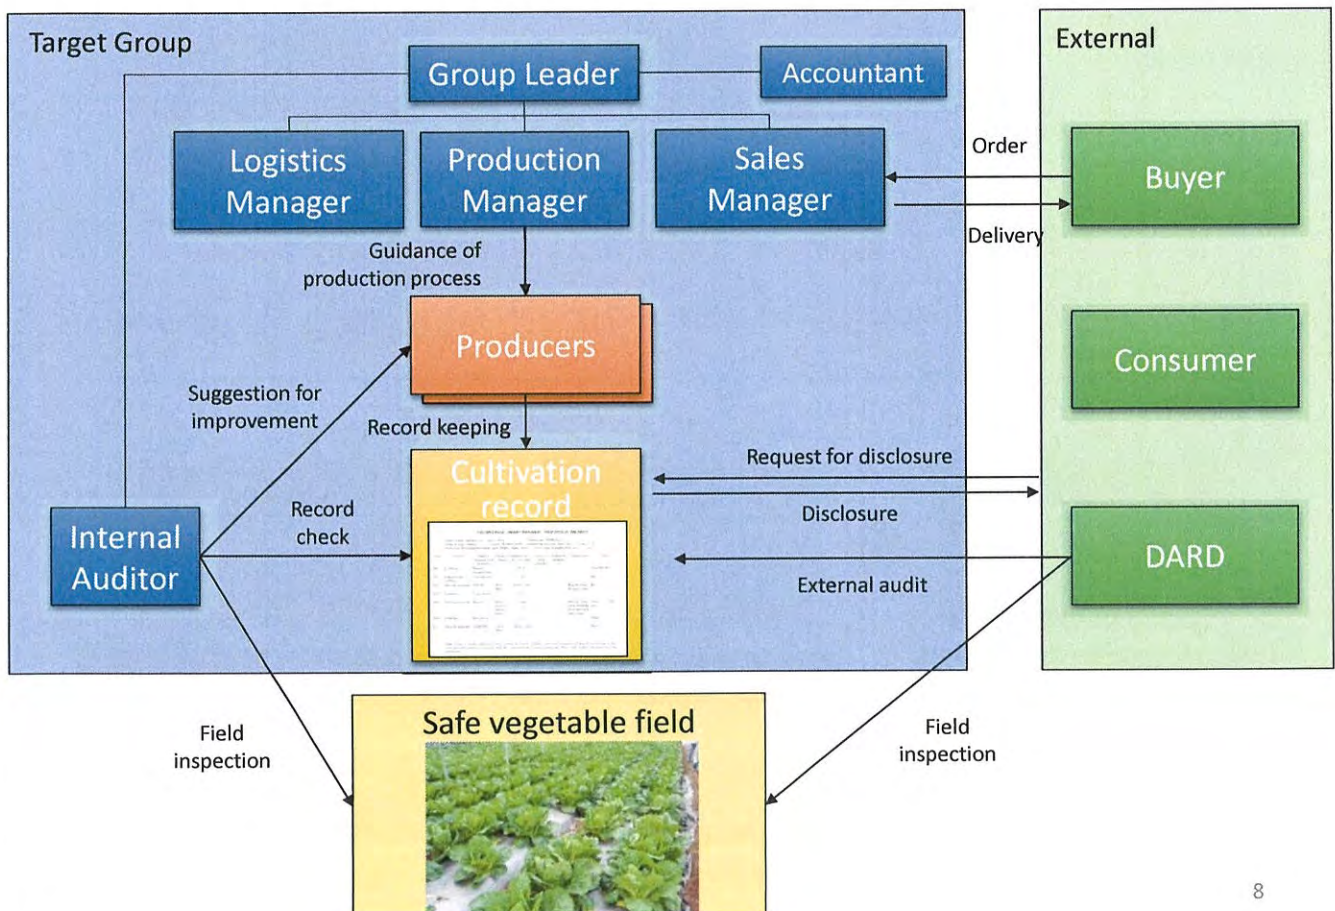 Target Group
External
Group Leader
Accountant
Logistics
Manager
Production
Manager
Sales
Manager
Order
Buyer
Delivery
Guidance of
production process
Producers
Consumer
Suggestion for
improvement
Record keeping
Cultivation
record
Request for disclosure
Disclosure
Record
check
Internal
Auditor
DARD
External audit
Safe vegetable field
Field
inspection
Field
inspection
8